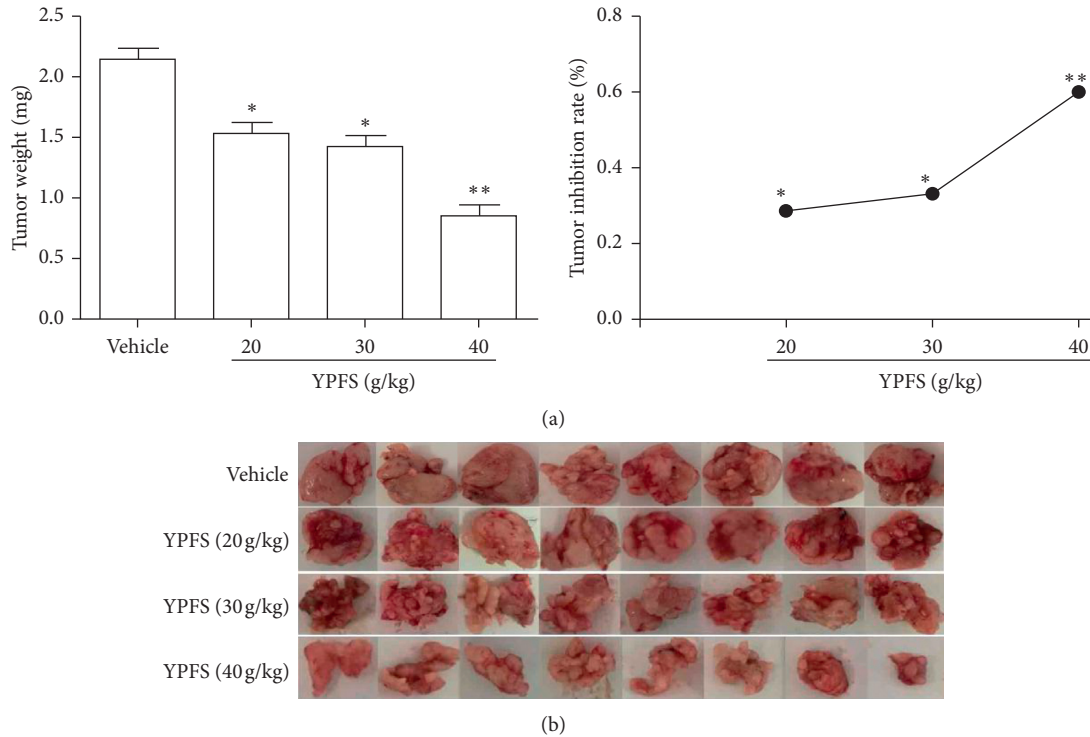 Tumor weight (mg)
2.5
2.0
1.5
1.0
0.5
0.0
*
*
**
Vehicle
20
30
40
YPFS (g/kg)
Tumor inhibition rate (%)
0.8
0.6
0.4
0.2
0.0
*
*
**
20
30
40
YPFS (g/kg)
(a)
Vehicle
YPFS (20 g/kg)
YPFS (30 g/kg)
YPFS (40 g/kg)
(b)